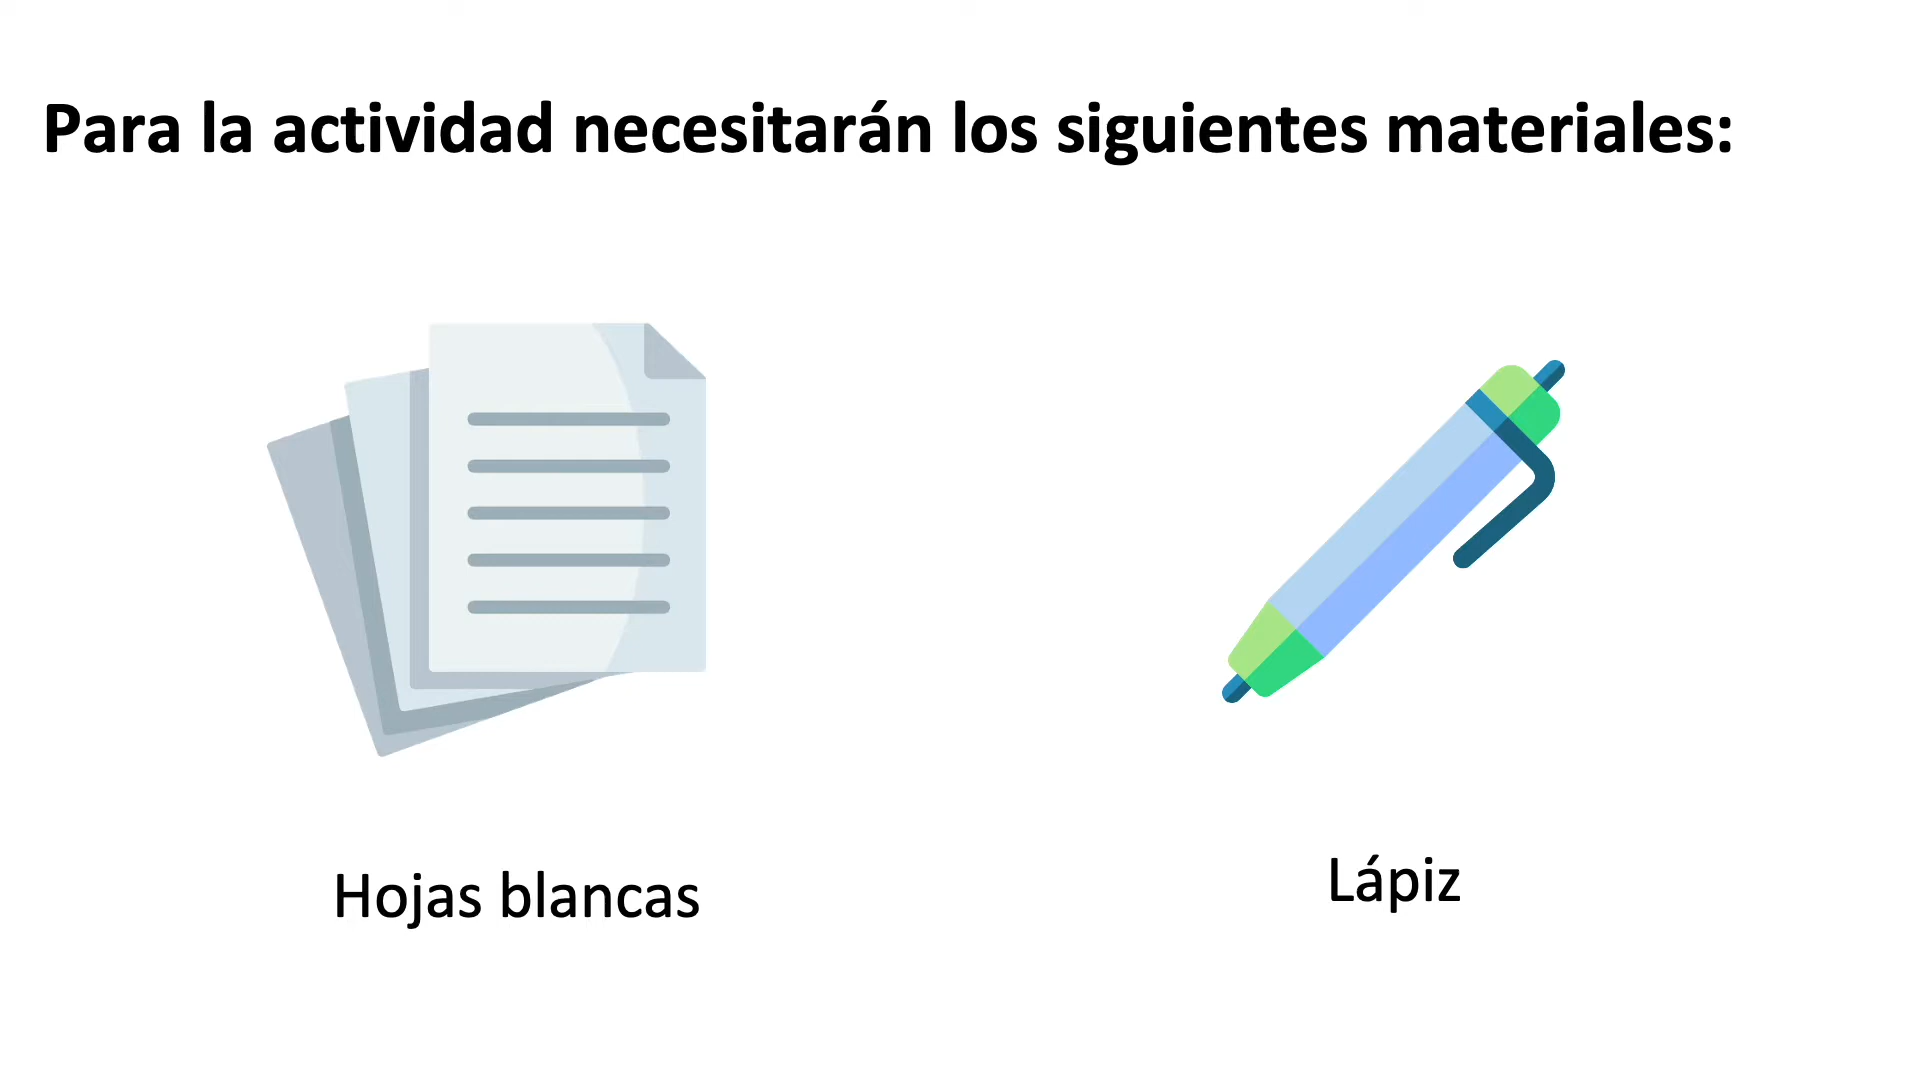 Para la actividad necesitarán los siguientes materiales:
Hojas blancas
Lápiz